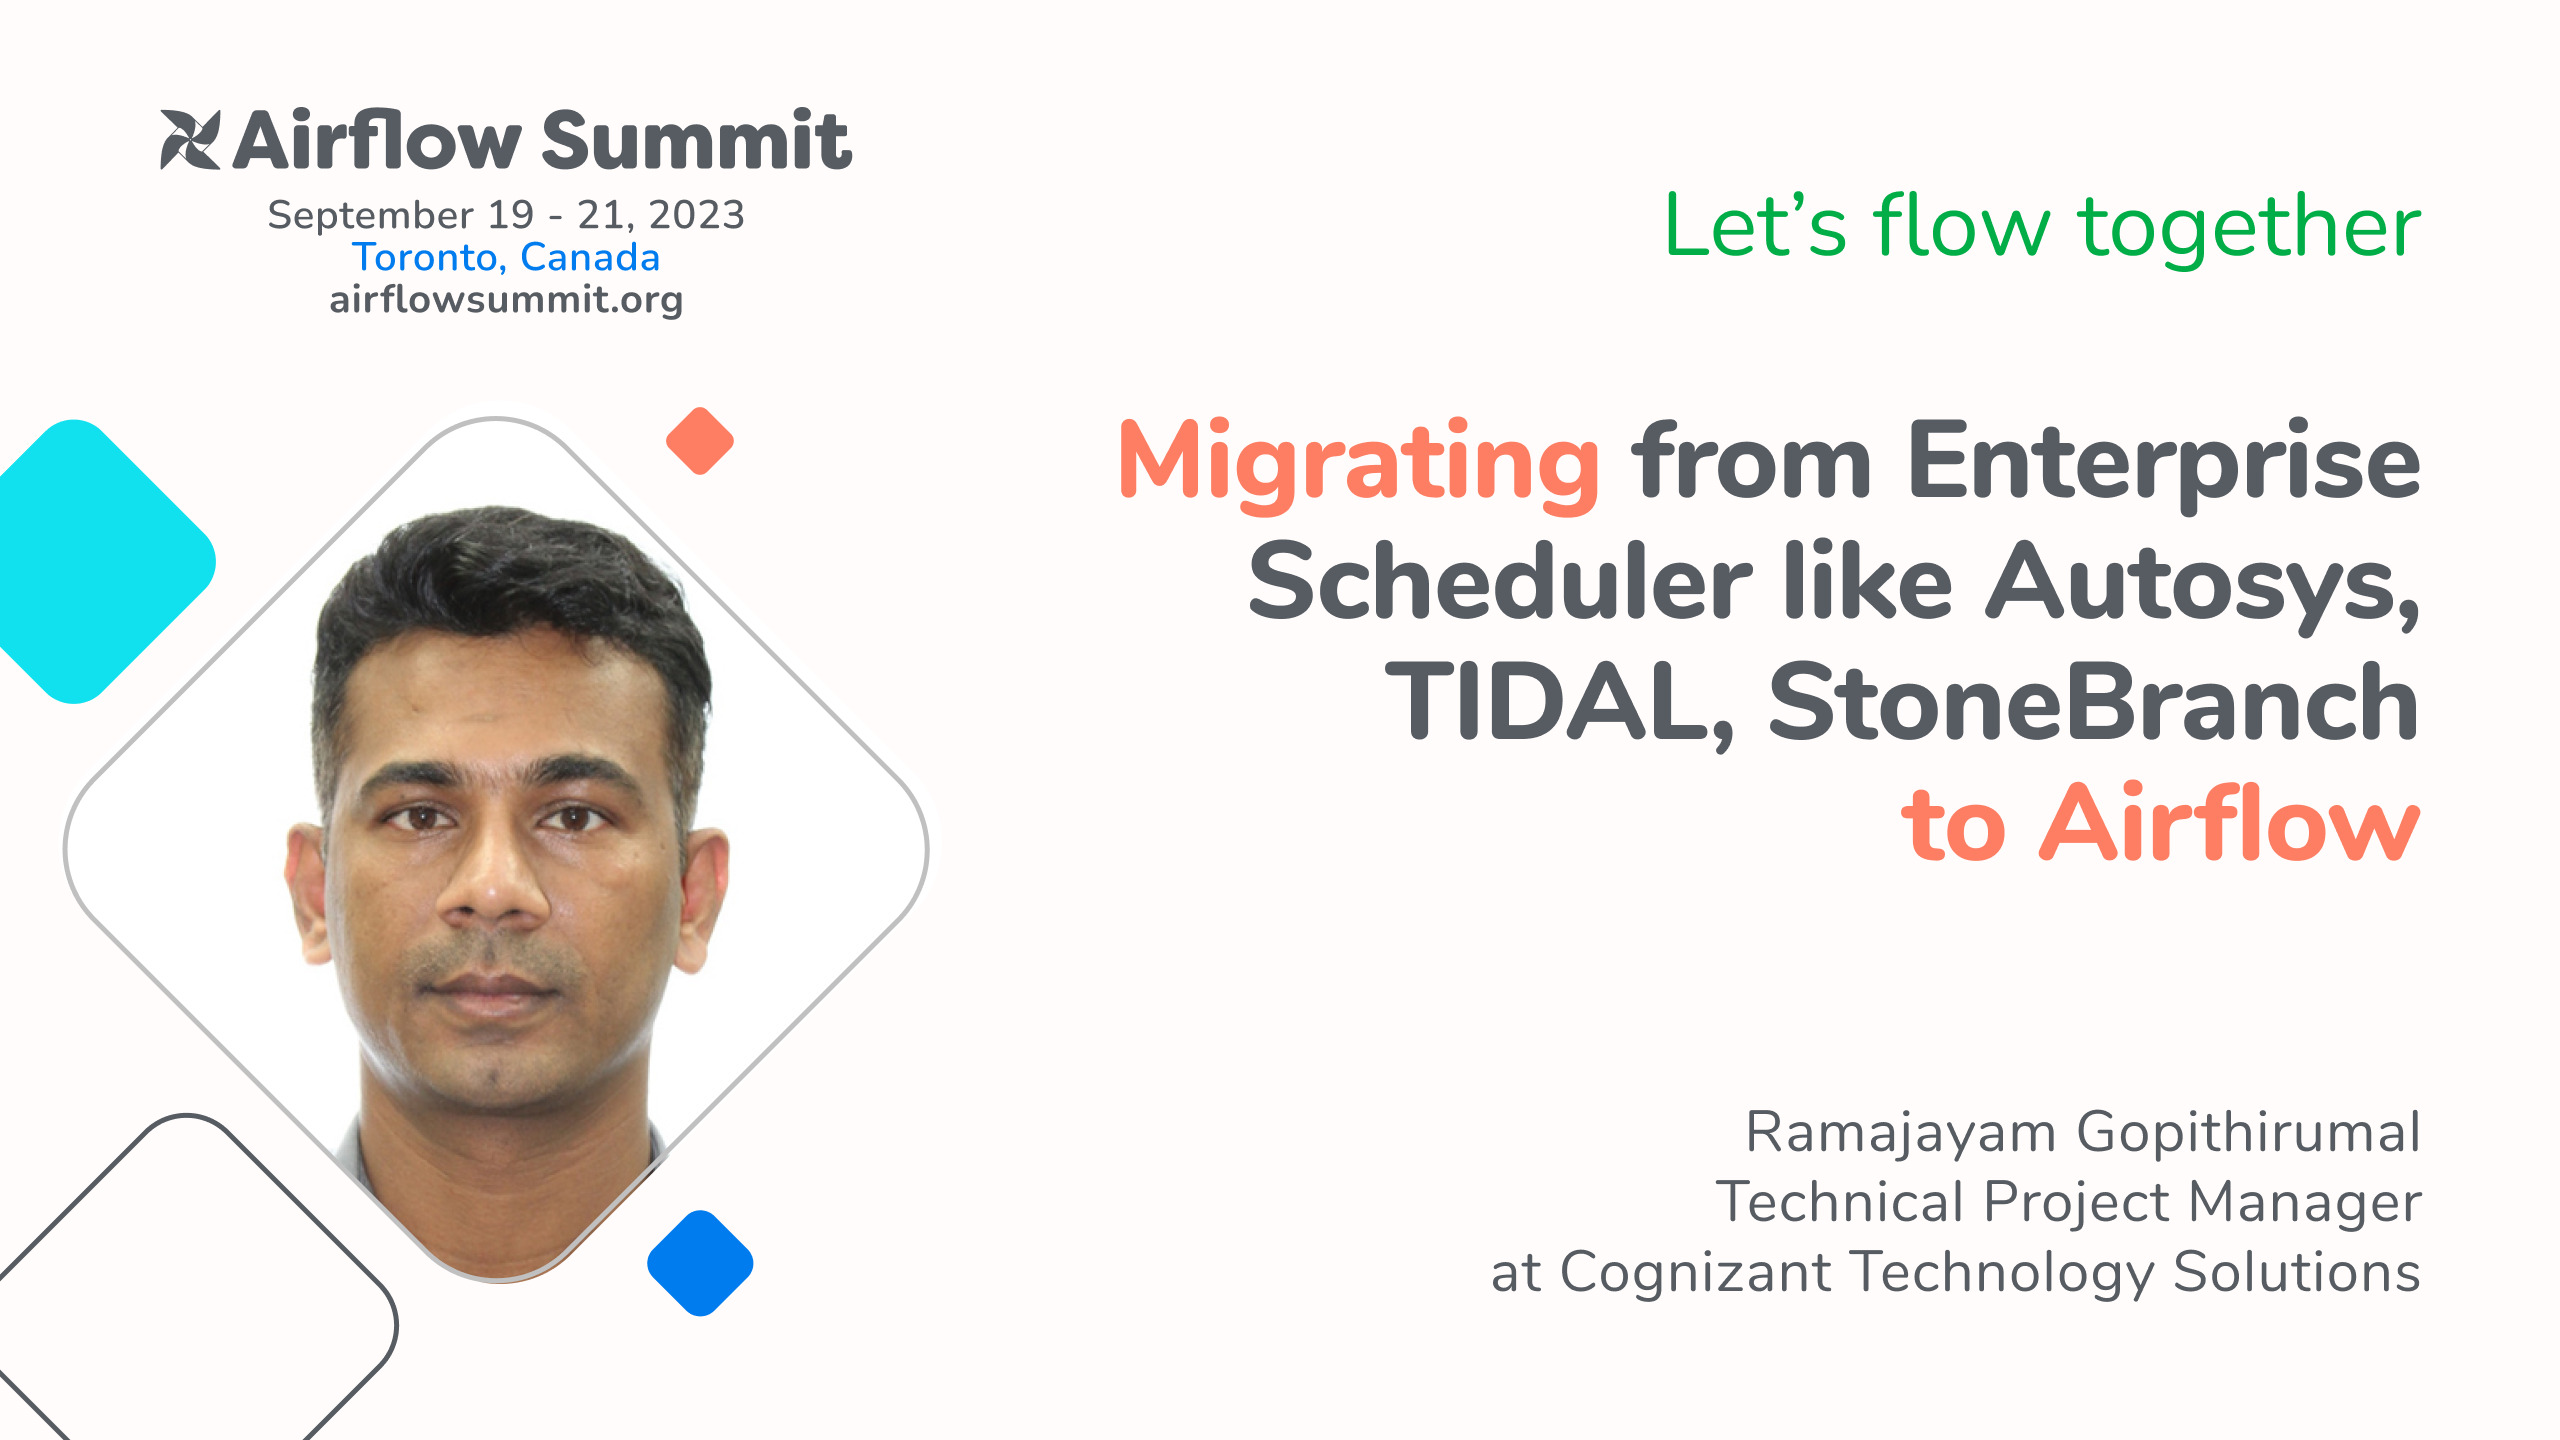 Airflow Summit
September 19 - 21, 2023
Toronto, Canada
airflowsummit.org
Let’s flow together
Migrating from Enterprise
Scheduler like Autosys,
TIDAL, StoneBranch
to Airflow
Ramajayam Gopithirumal
Technical Project Manager
at Cognizant Technology Solutions